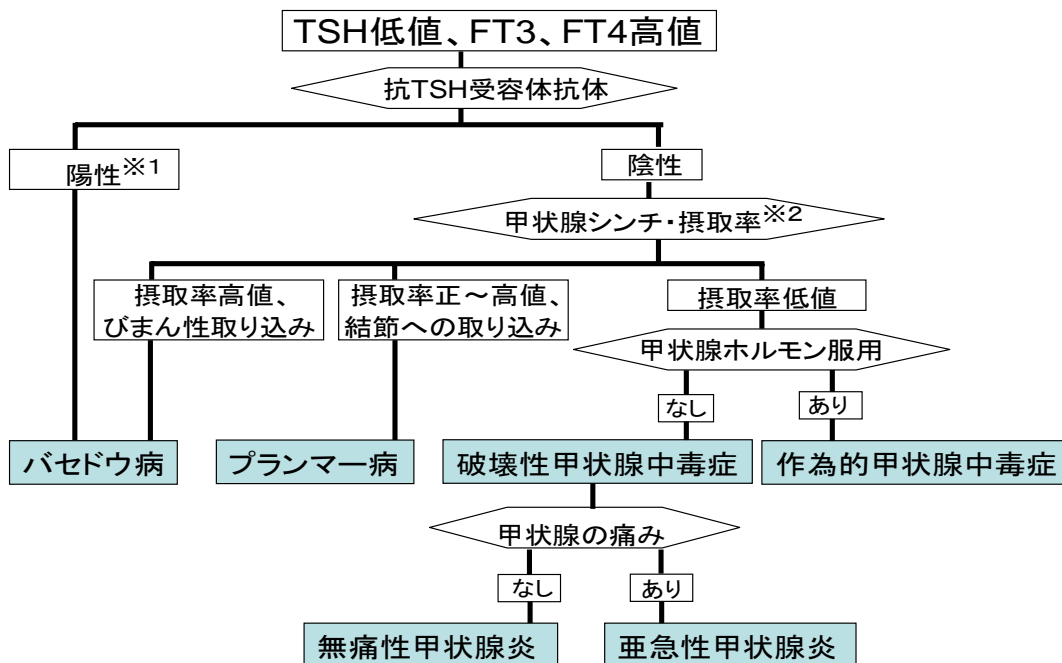 TSH低値、FT3、FT4高値
抗TSH受容体抗体
陽性※1
陰性
甲状腺シンチ・摂取率※2
摂取率高値、
びまん性取り込み
摂取率正～高値、
結節への取り込み
摂取率低値
甲状腺ホルモン服用
なし
あり
バセドウ病
プランマー病
破壊性甲状腺中毒症
作為的甲状腺中毒症
甲状腺の痛み
なし
あり
無痛性甲状腺炎
亜急性甲状腺炎